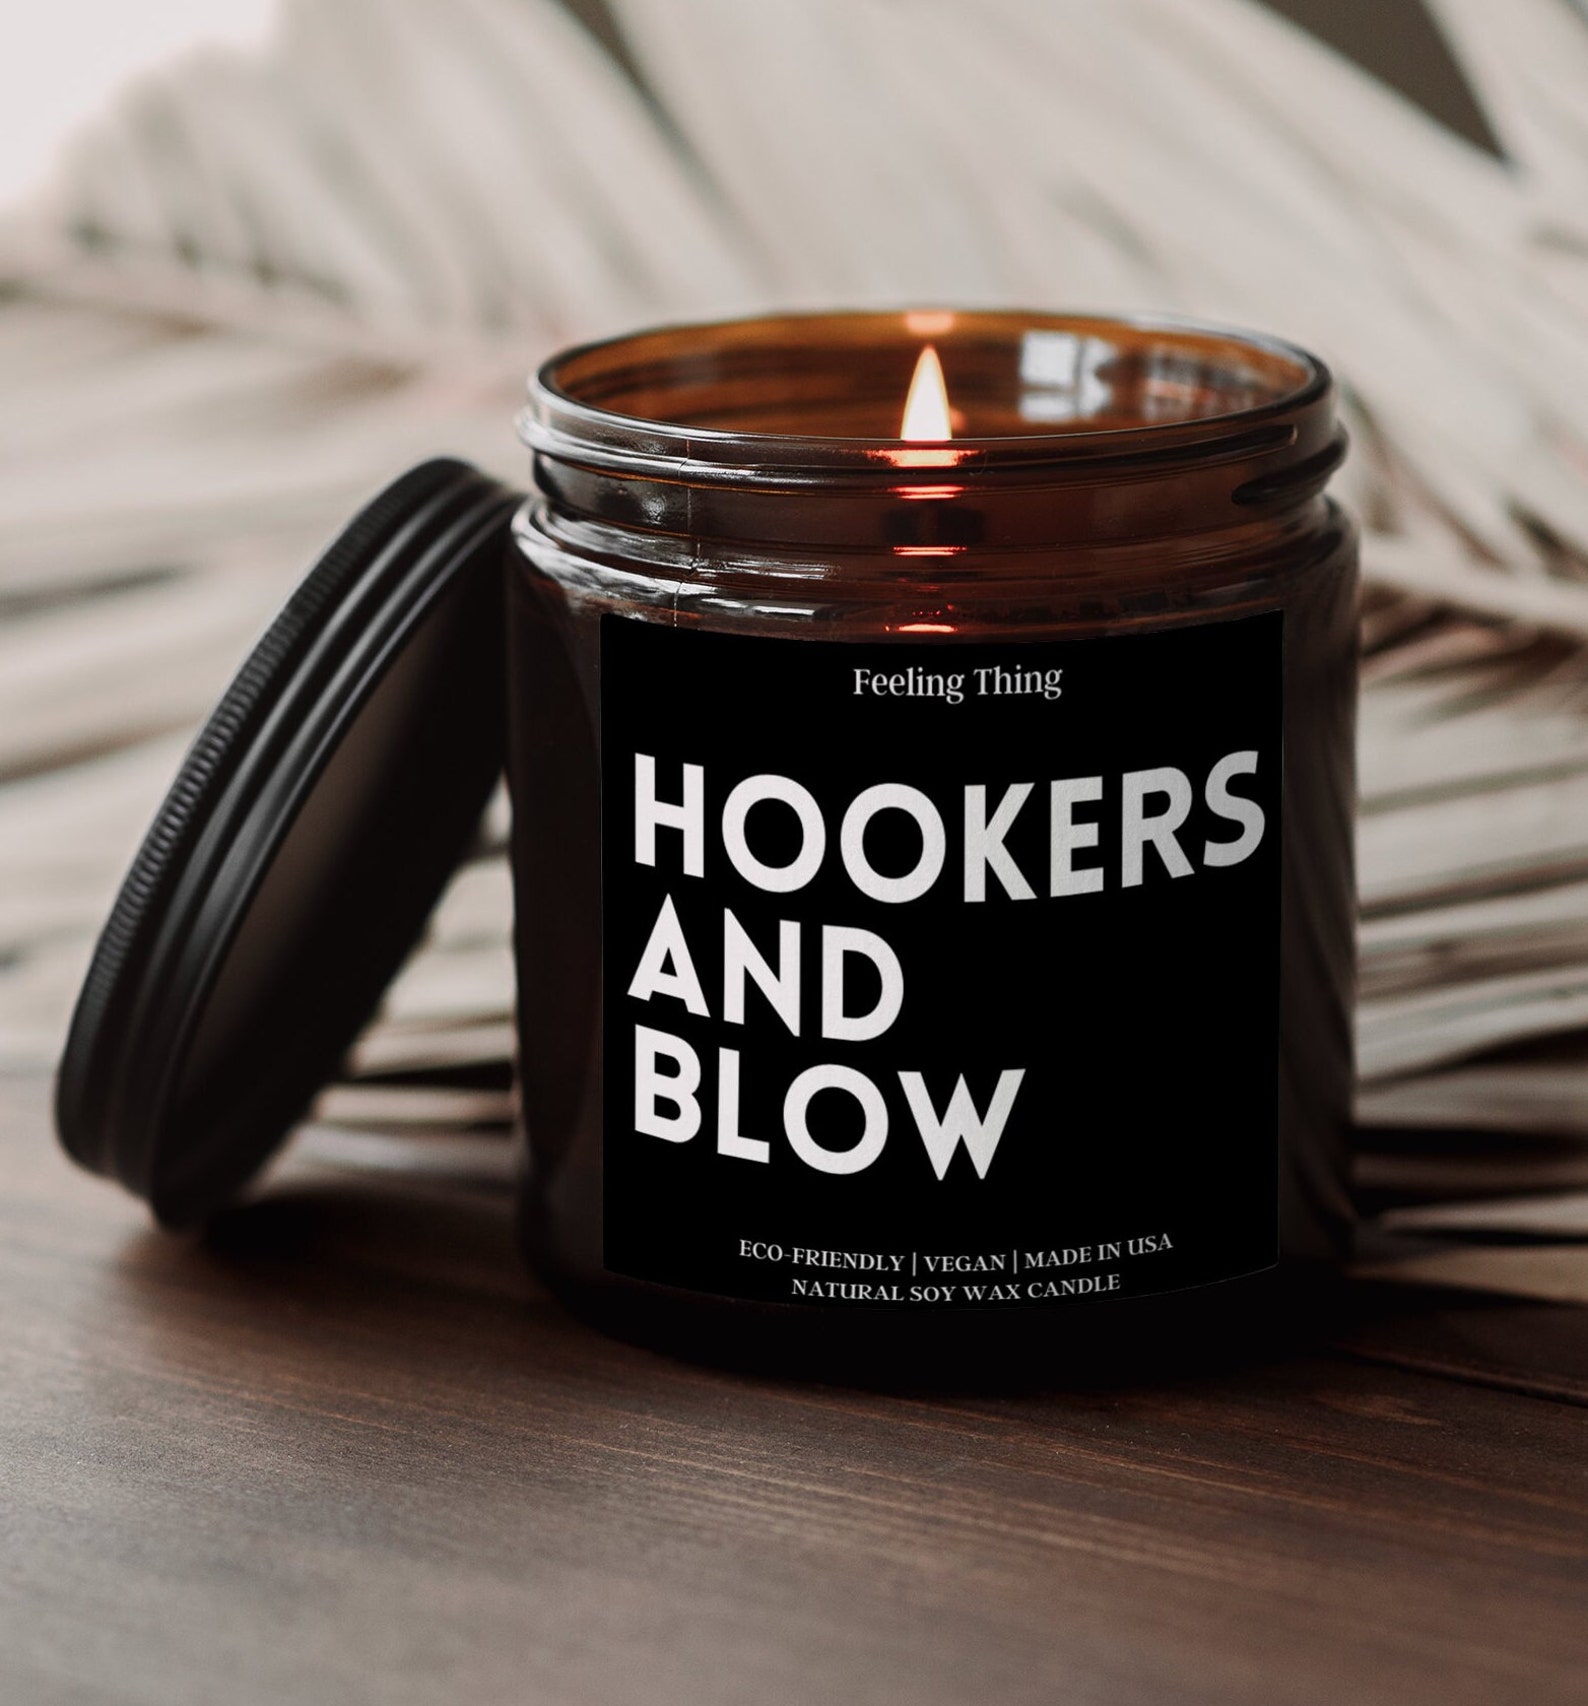 Feeling Thing
HOOKERS
AND
BLOW
ECO-FRIENDLY | VEGAN | MADE IN USA
NATURAL SOY WAX CANDLE